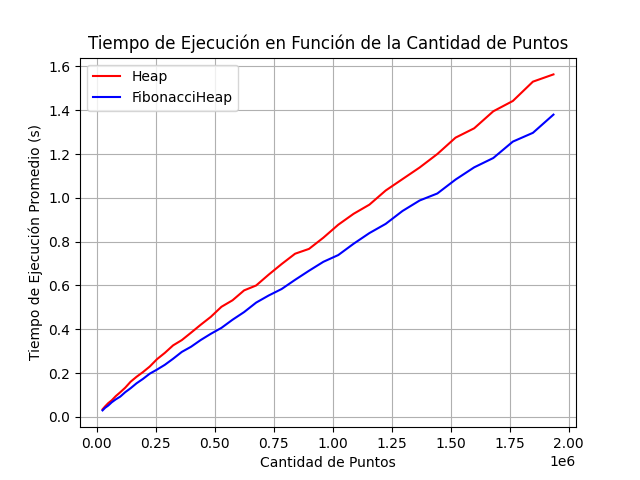 Tiempo de Ejecución en Función de la Cantidad de Puntos
Heap
FibonacciHeap
Tiempo de Ejecución Promedio (s)
1.6
1.4
1.2
1.0
0.8
0.6
0.4
0.2
0.0
0.00 0.25 0.50 0.75 1.00 1.25 1.50 1.75 2.00
1e6
Cantidad de Puntos